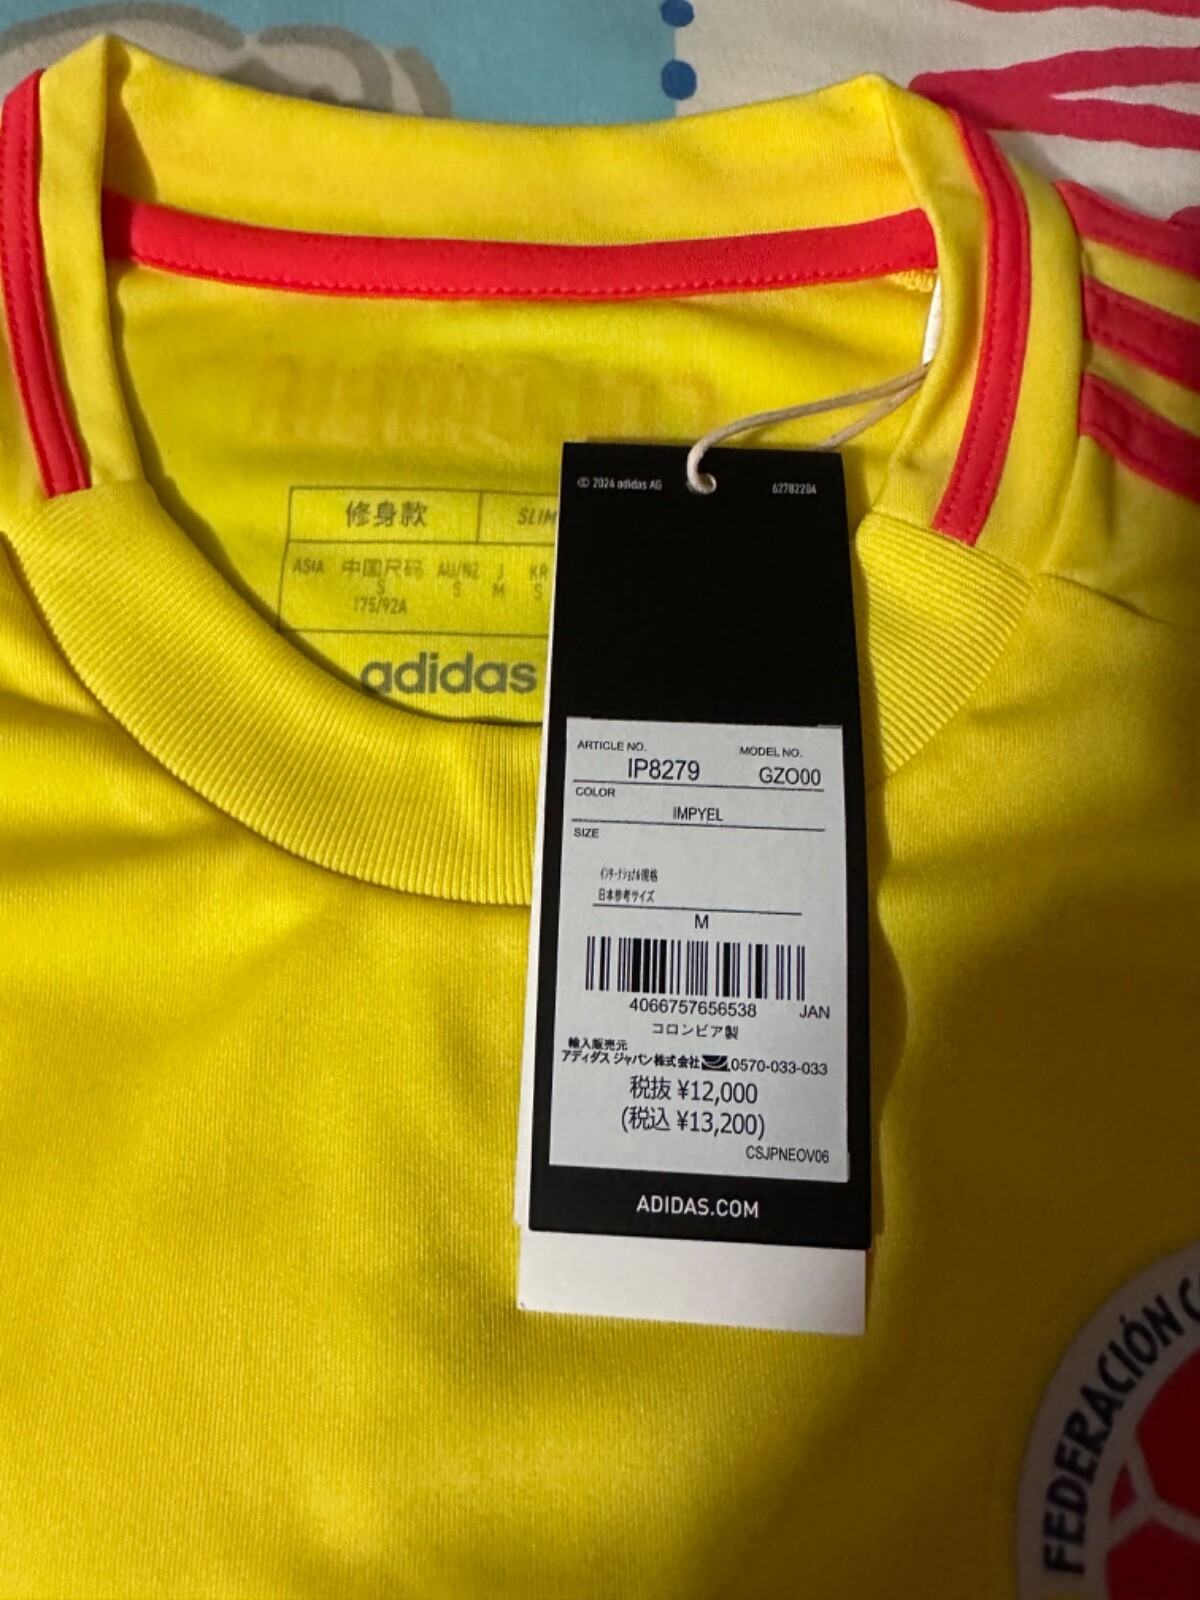 修身款 SLIM
ASIA 中国尺码 AU/NZ J KR
S S M S
175/92A
adidas
© 2024 adidas AG 62782204
ARTICLE NO. MODEL NO.
IP8279 GZO00
COLOR
IMPYEL
SIZE
インターナショナル規格
日本参考サイズ
M
4066757656538 JAN
コロンビア製
輸入販売元
アディダス ジャパン株式会社 0570-033-033
税抜 ¥12,000
(税込 ¥13,200)
CSJPNEOV06
ADIDAS.COM
FEDERACIÓN